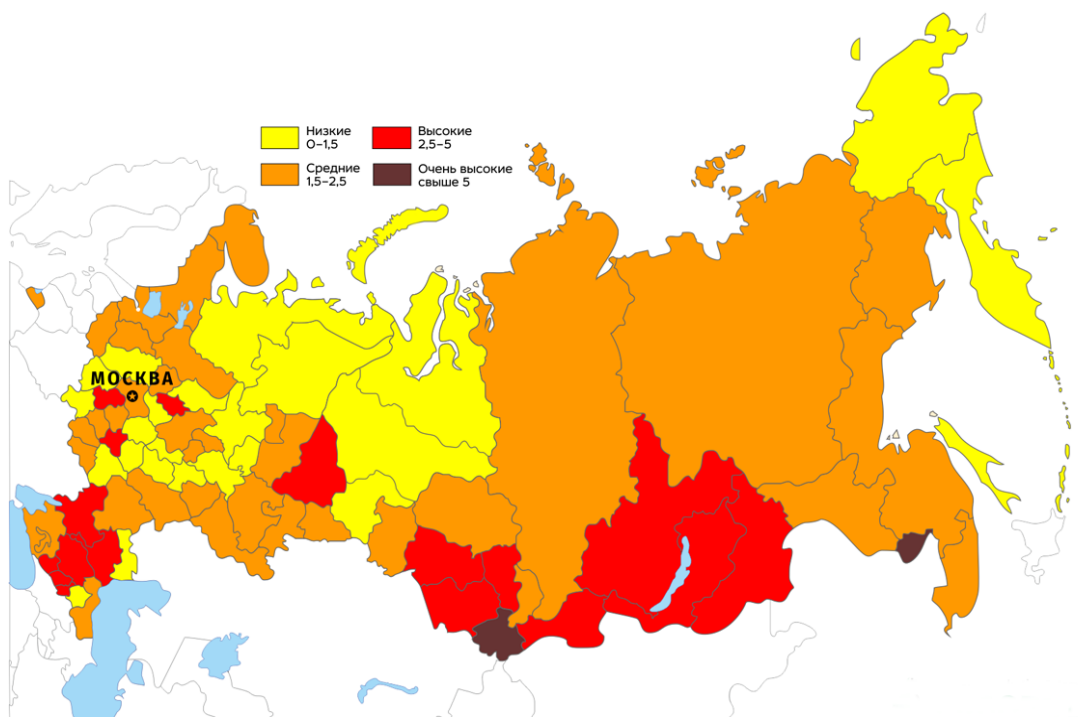 Низкие
0–1,5
Высокие
2,5–5
Средние
1,5–2,5
Очень высокие
свыше 5
МОСКВА